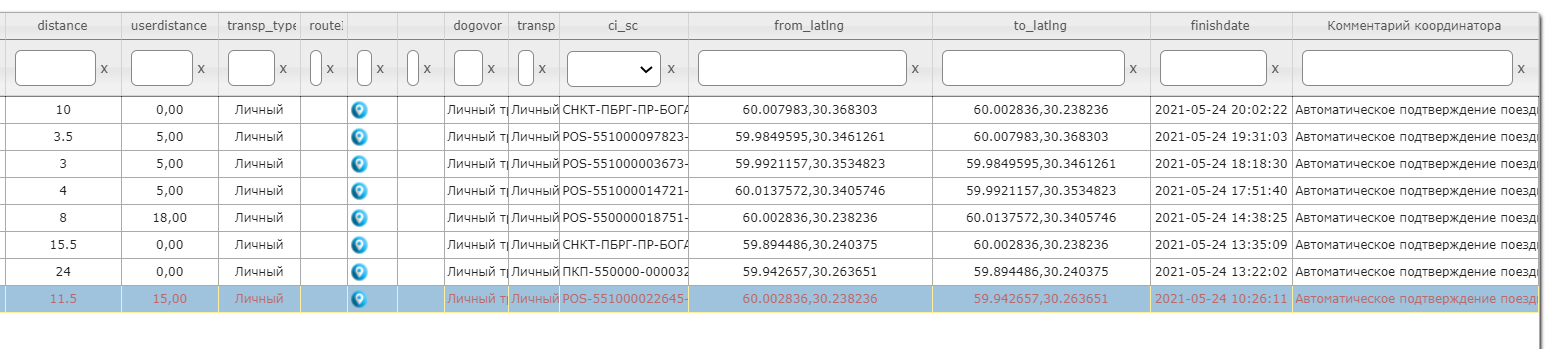 distance userdistance transp_type route dogovor transp ci_sc from_latlng to_latlng finishdate Комментарий координатора
x x x x x x x x x x x x x
10 0,00 Личный Личный т Личный СНКТ-ПБРГ-ПР-БОГА 60.007983,30.368303 60.002836,30.238236 2021-05-24 20:02:22 Автоматическое подтверждение поезд
3.5 5,00 Личный Личный т Личный POS-551000097823- 59.9849595,30.3461261 60.007983,30.368303 2021-05-24 19:31:03 Автоматическое подтверждение поезд
3 5,00 Личный Личный т Личный POS-551000003673- 59.9921157,30.3534823 59.9849595,30.3461261 2021-05-24 18:18:30 Автоматическое подтверждение поезд
4 5,00 Личный Личный т Личный POS-551000014721- 60.0137572,30.3405746 59.9921157,30.3534823 2021-05-24 17:51:40 Автоматическое подтверждение поезд
8 18,00 Личный Личный т Личный POS-550000018751- 60.002836,30.238236 60.0137572,30.3405746 2021-05-24 14:38:25 Автоматическое подтверждение поезд
15.5 0,00 Личный Личный т Личный СНКТ-ПБРГ-ПР-БОГА 59.894486,30.240375 60.002836,30.238236 2021-05-24 13:35:09 Автоматическое подтверждение поезд
24 0,00 Личный Личный т Личный ПКП-550000-000032 59.942657,30.263651 59.894486,30.240375 2021-05-24 13:22:02 Автоматическое подтверждение поезд
11.5 15,00 Личный Личный т Личный POS-551000022645- 60.002836,30.238236 59.942657,30.263651 2021-05-24 10:26:11 Автоматическое подтверждение поезд